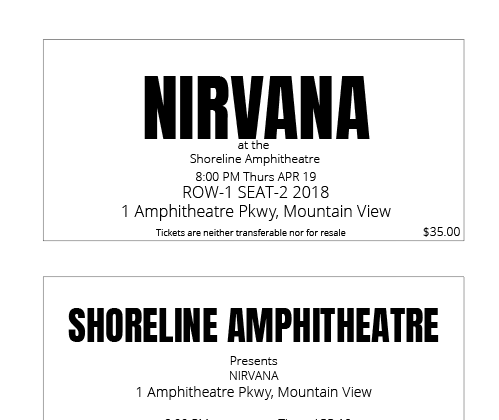 NIRVANA
at the
Shoreline Amphitheatre
8:00 PM Thurs APR 19
ROW-1 SEAT-2 2018
1 Amphitheatre Pkwy, Mountain View
Tickets are neither transferable nor for resale
$35.00
SHORELINE AMPHITHEATRE
Presents
NIRVANA
1 Amphitheatre Pkwy, Mountain View